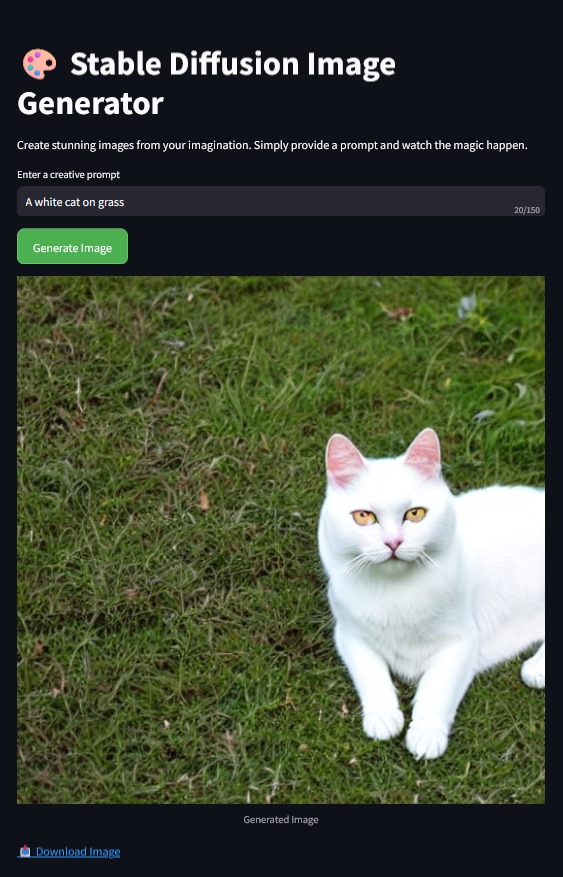 🎨 Stable Diffusion Image
Generator
Create stunning images from your imagination. Simply provide a prompt and watch the magic happen.
Enter a creative prompt
A white cat on grass
20/150
Generate Image
Generated Image
📥 Download Image